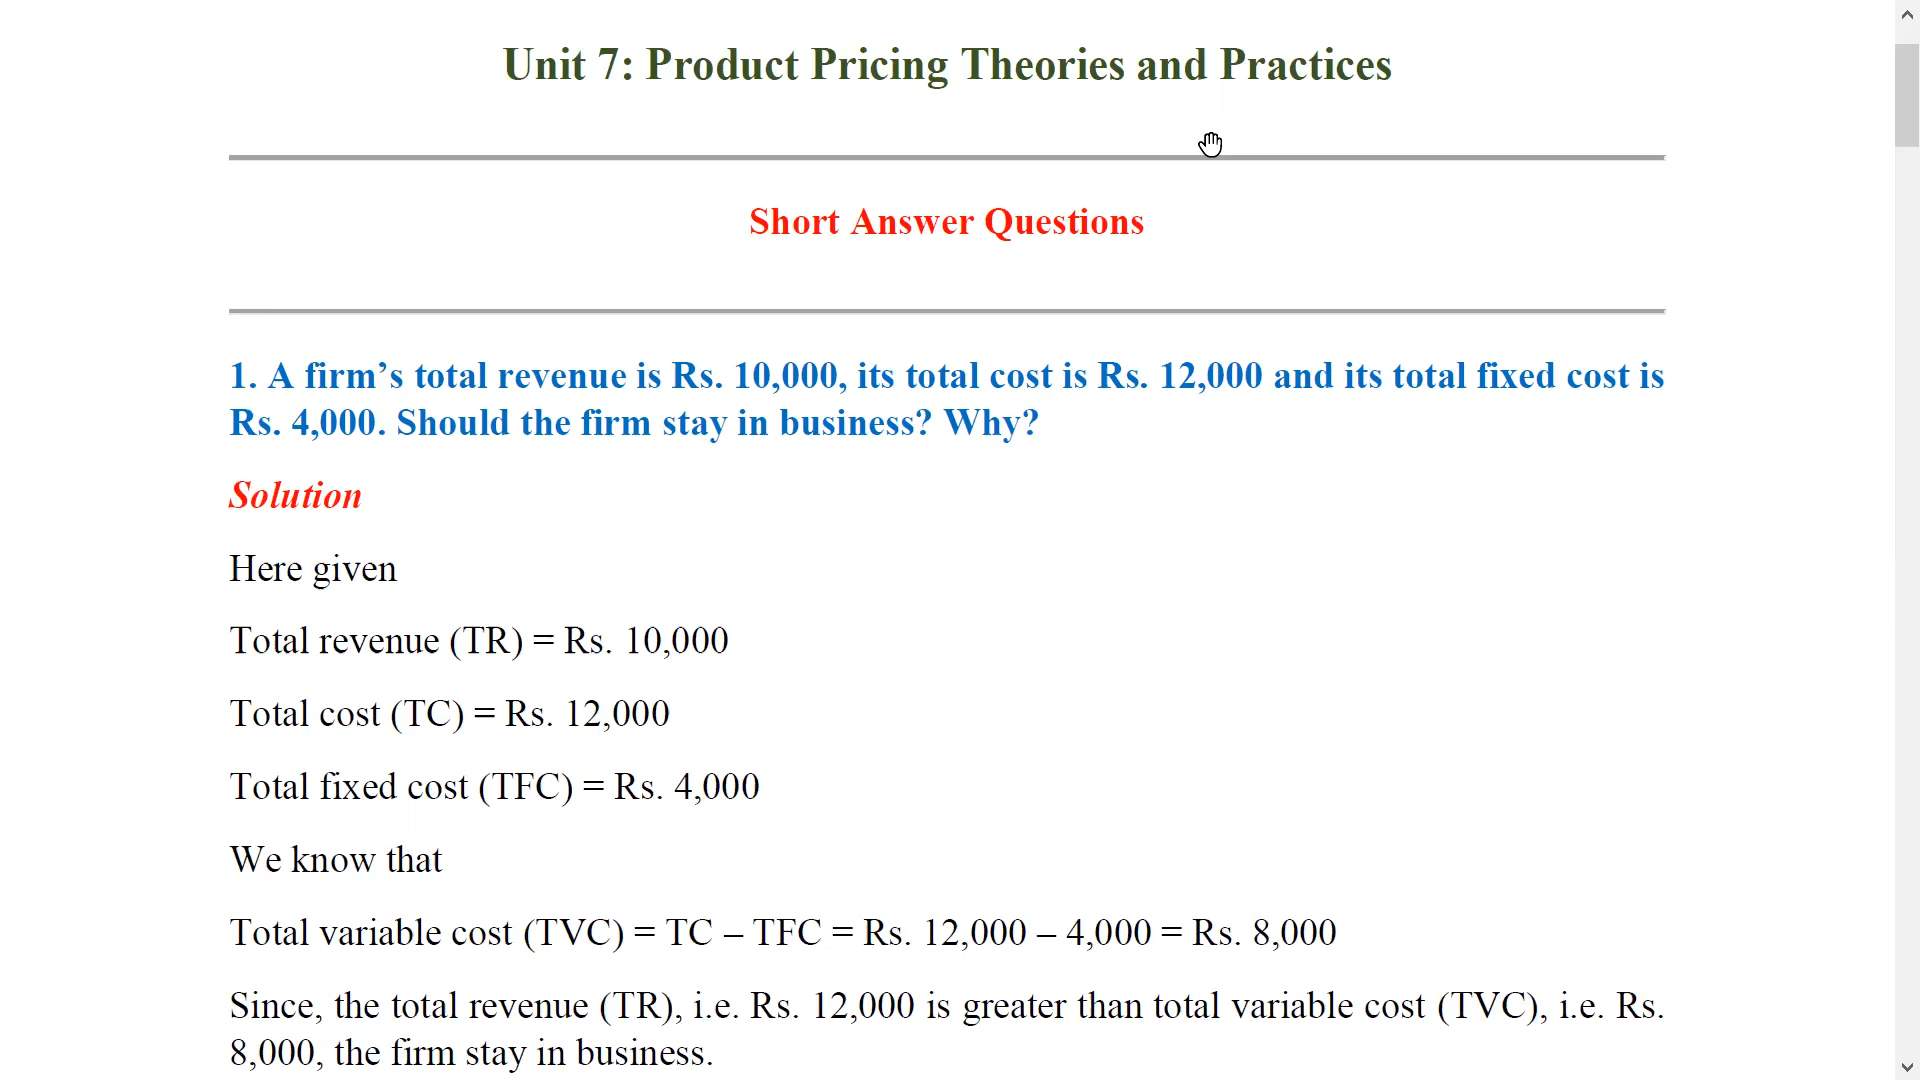 Unit 7: Product Pricing Theories and Practices
Short Answer Questions
1. A firm’s total revenue is Rs. 10,000, its total cost is Rs. 12,000 and its total fixed cost is
Rs. 4,000. Should the firm stay in business? Why?
Solution
Here given
Total revenue (TR) = Rs. 10,000
Total cost (TC) = Rs. 12,000
Total fixed cost (TFC) = Rs. 4,000
We know that
Total variable cost (TVC) = TC – TFC = Rs. 12,000 – 4,000 = Rs. 8,000
Since, the total revenue (TR), i.e. Rs. 12,000 is greater than total variable cost (TVC), i.e. Rs.
8,000, the firm stay in business.